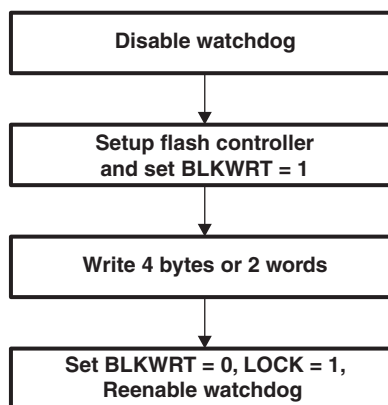 Disable watchdog
Setup flash controller
and set BLKWRT = 1
Write 4 bytes or 2 words
Set BLKWRT = 0, LOCK = 1,
Reenable watchdog